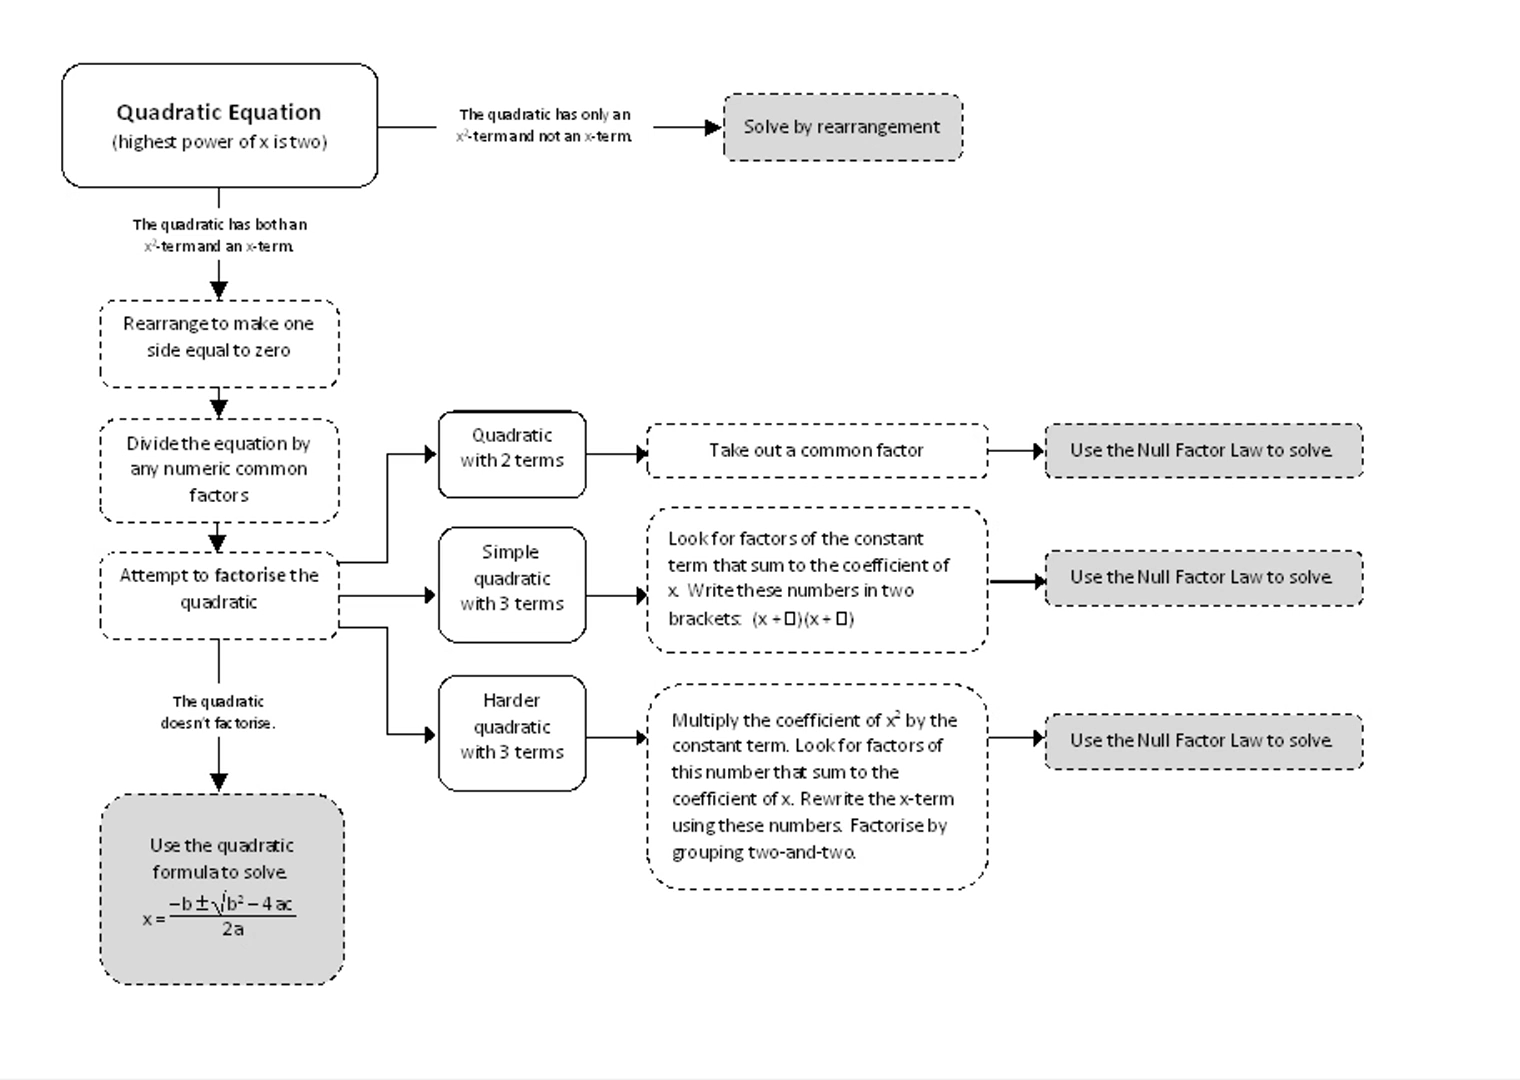 Quadratic Equation
(highest power of x is two)
The quadratic has only an
x²-term and not an x-term.
Solve by rearrangement
The quadratic has both an
x²-term and an x-term.
Rearrange to make one
side equal to zero
Divide the equation by
any numeric common
factors
Attempt to factorise the
quadratic
Quadratic
with 2 terms
Take out a common factor
Use the Null Factor Law to solve.
Simple
quadratic
with 3 terms
Look for factors of the constant
term that sum to the coefficient of
x. Write these numbers in two
brackets: (x + □)(x + □)
Use the Null Factor Law to solve.
Harder
quadratic
with 3 terms
Multiply the coefficient of x² by the
constant term. Look for factors of
this number that sum to the
coefficient of x. Rewrite the x-term
using these numbers. Factorise by
grouping two-and-two.
Use the Null Factor Law to solve.
The quadratic
doesn't factorise.
Use the quadratic
formula to solve.
x = (−b ± √(b² − 4ac)) / 2a